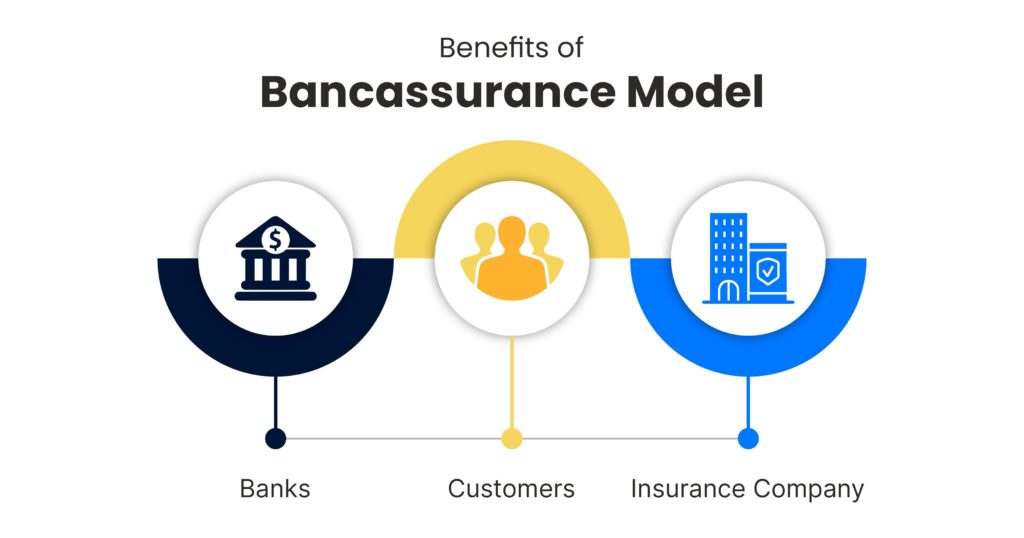 Benefits of
Bancassurance Model
$
Banks
Customers
Insurance Company